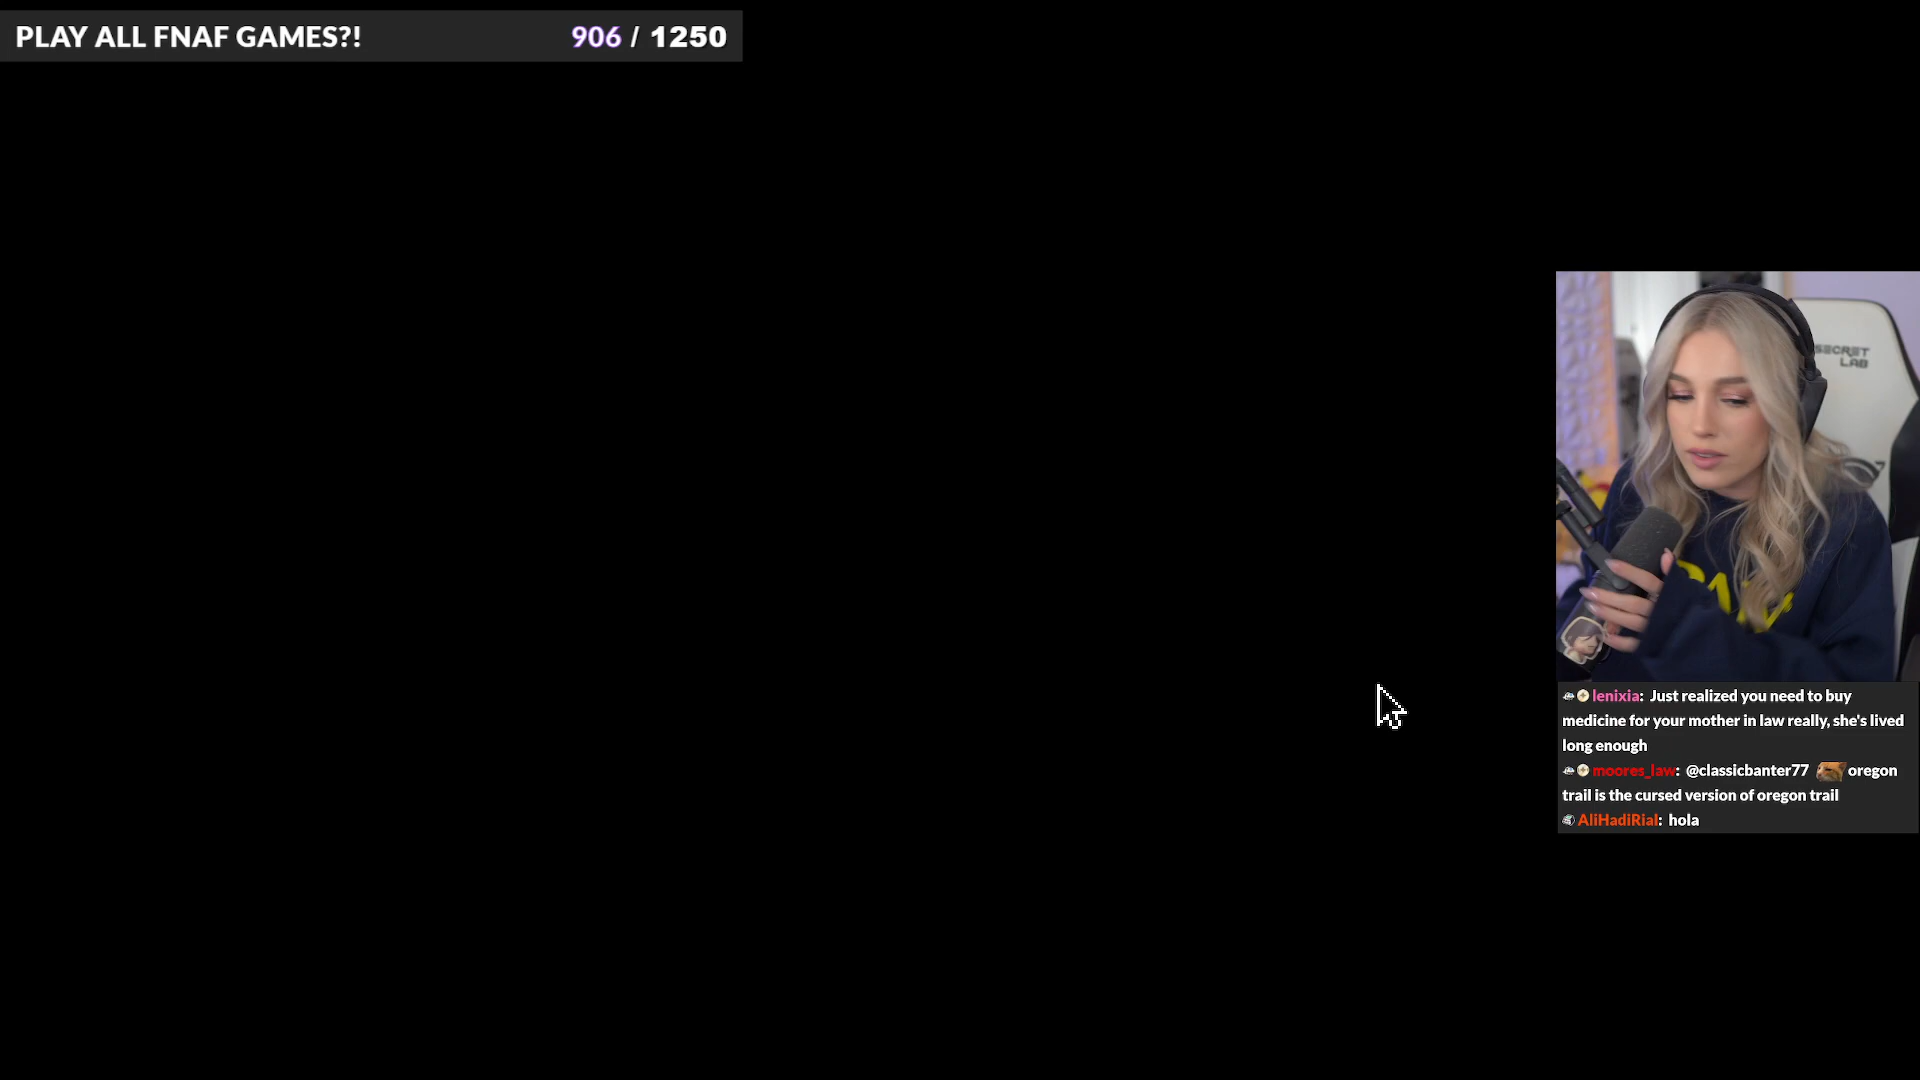 PLAY ALL FNAF GAMES?! 906 / 1250
SECRET
LAB
lenixia: Just realized you need to buy
medicine for your mother in law really, she's lived
long enough
moores_law: @classicbanter77 oregon
trail is the cursed version of oregon trail
AliHadiRial: hola